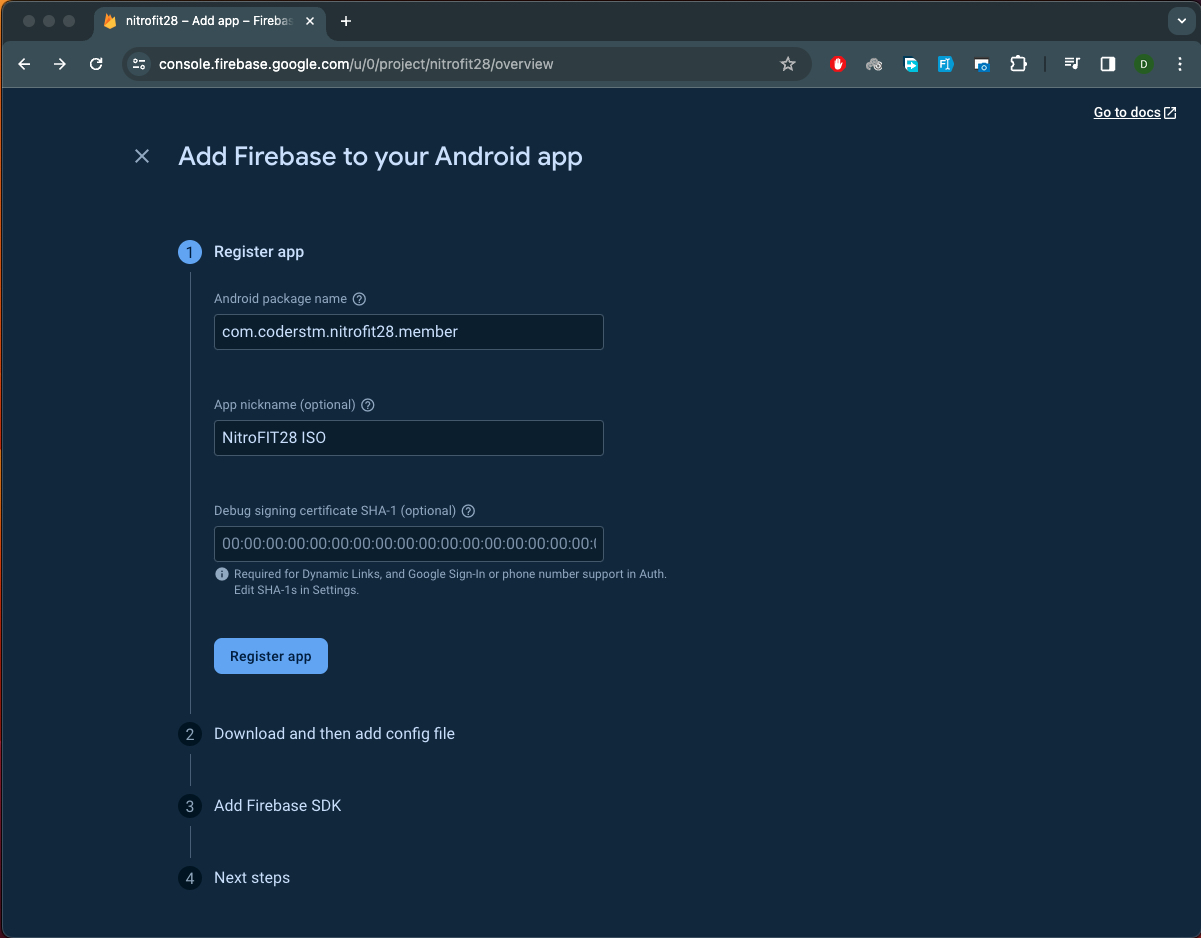 nitrofit28 – Add app – Firebas
console.firebase.google.com/u/0/project/nitrofit28/overview
D
Go to docs
Add Firebase to your Android app
1 Register app
Android package name
com.coderstm.nitrofit28.member
App nickname (optional)
NitroFIT28 ISO
Debug signing certificate SHA-1 (optional)
00:00:00:00:00:00:00:00:00:00:00:00:00:00:00:00:00:0
Required for Dynamic Links, and Google Sign-In or phone number support in Auth.
Edit SHA-1s in Settings.
Register app
2 Download and then add config file
3 Add Firebase SDK
4 Next steps